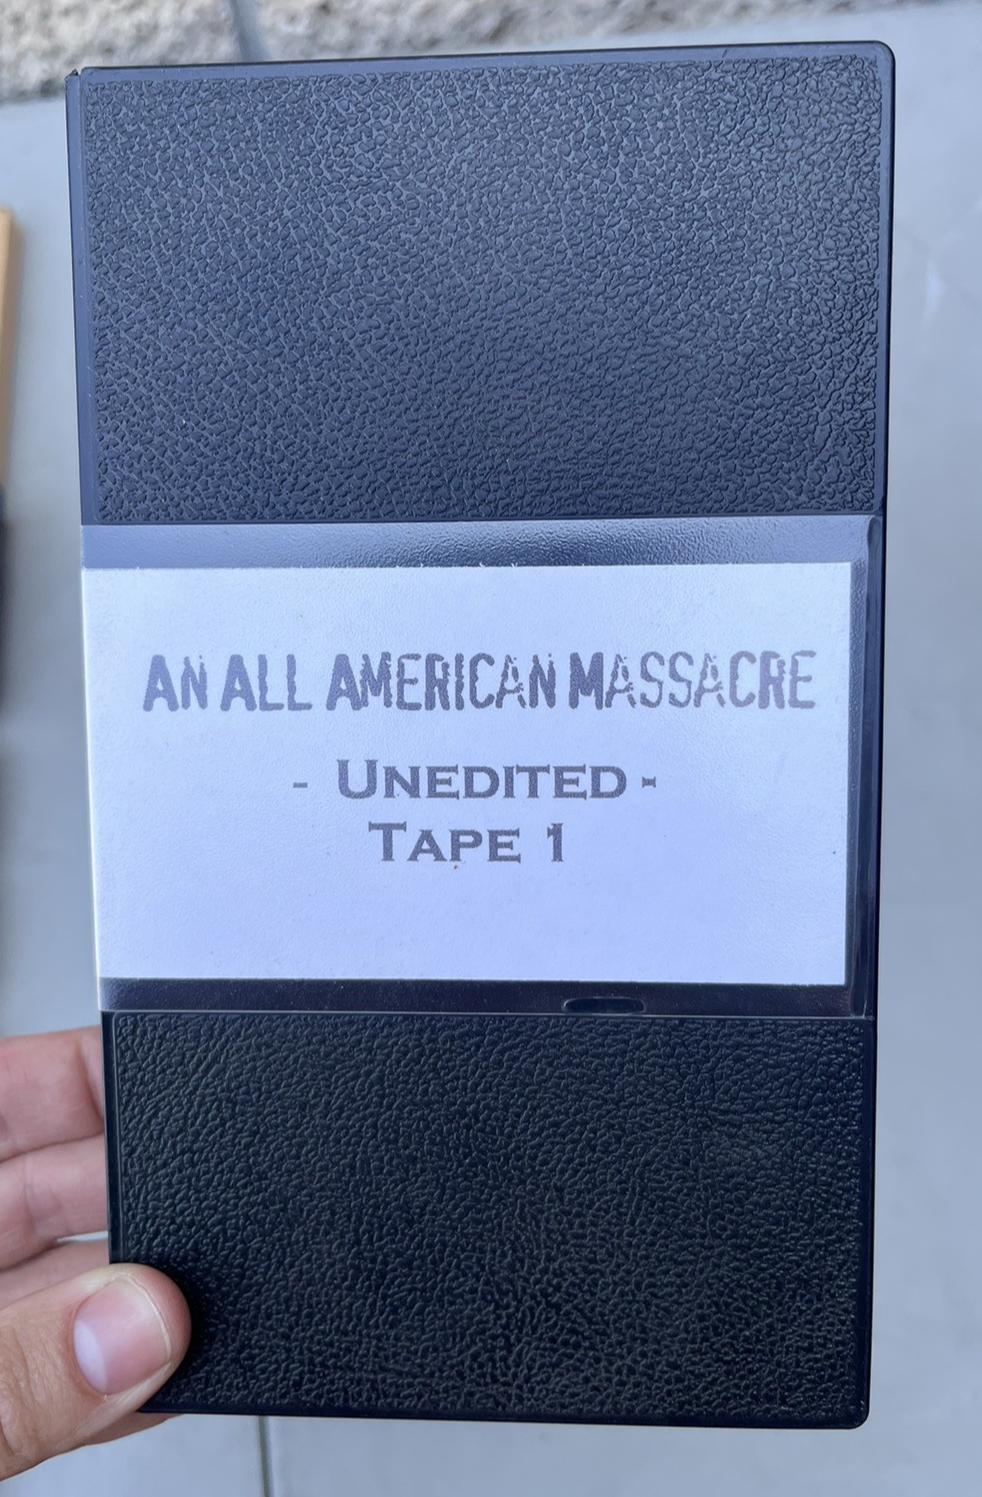 An All American Massacre
- Unedited -
Tape 1